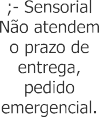 ;- Sensorial
Não atendem
o prazo de
entrega,
pedido
emergencial.